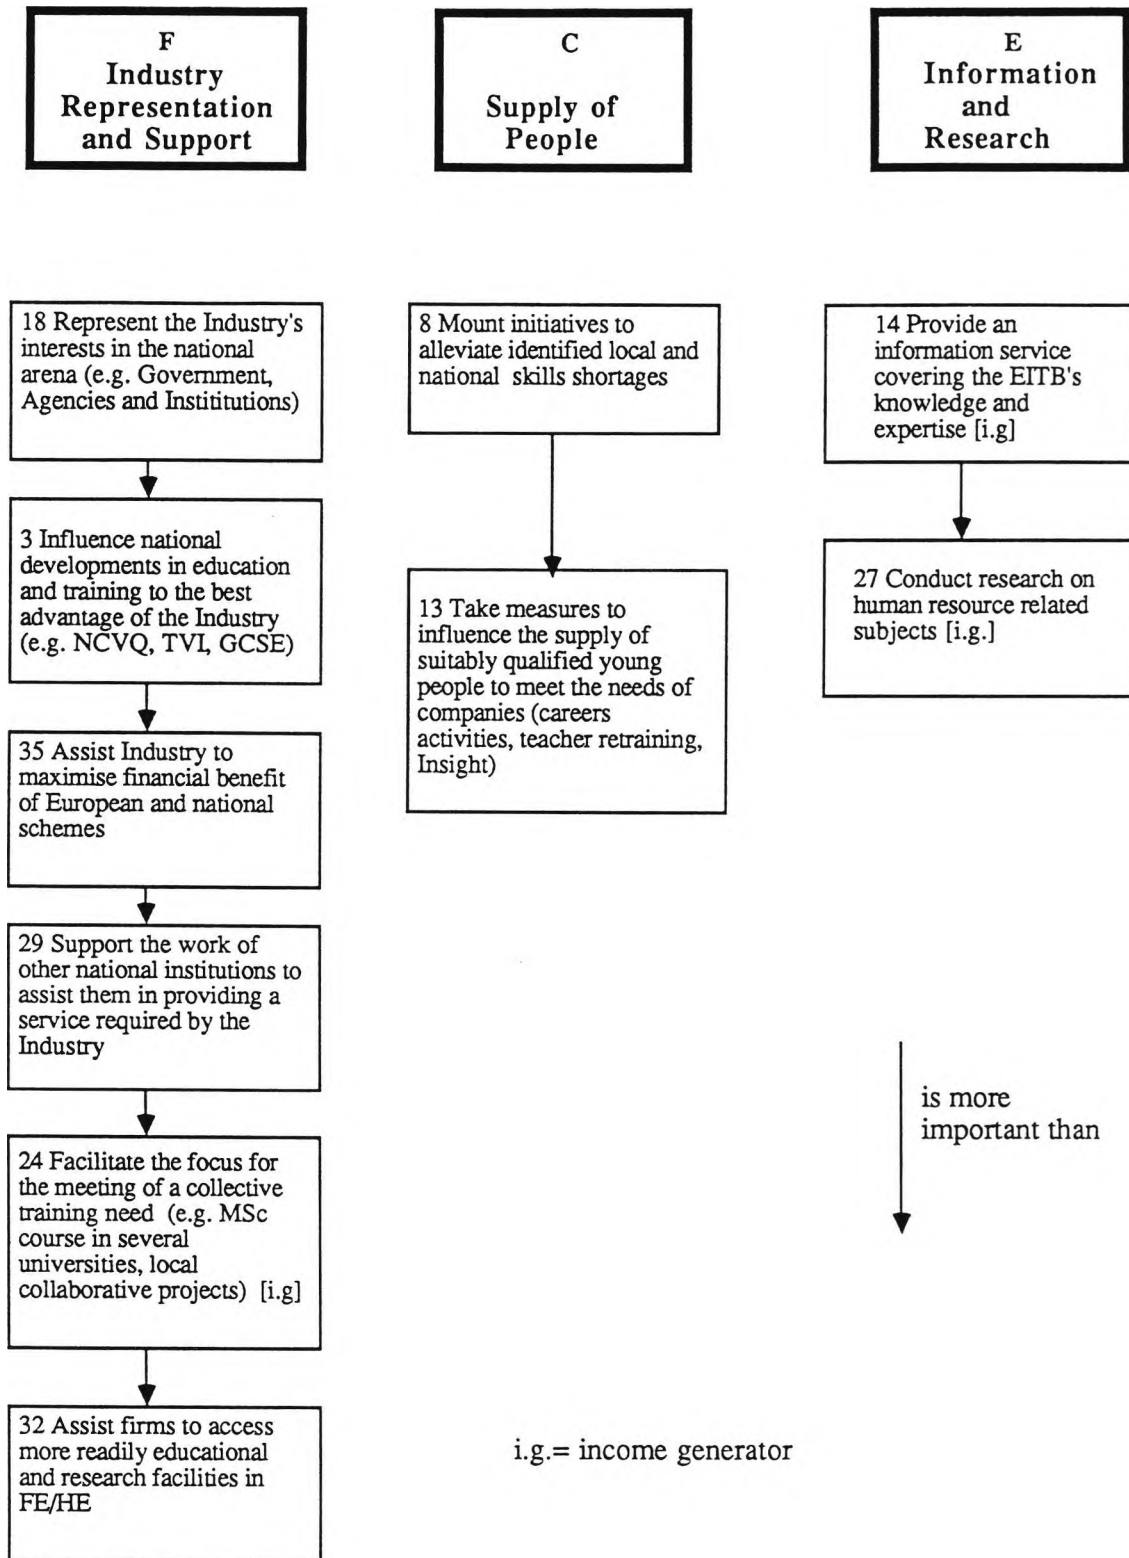 F
Industry
Representation
and Support
18 Represent the Industry's
interests in the national
arena (e.g. Government,
Agencies and Instititutions)
3 Influence national
developments in education
and training to the best
advantage of the Industry
(e.g. NCVQ, TVI, GCSE)
35 Assist Industry to
maximise financial benefit
of European and national
schemes
29 Support the work of
other national institutions to
assist them in providing a
service required by the
Industry
24 Facilitate the focus for
the meeting of a collective
training need (e.g. MSc
course in several
universities, local
collaborative projects) [i.g]
32 Assist firms to access
more readily educational
and research facilities in
FE/HE
C
Supply of
People
8 Mount initiatives to
alleviate identified local and
national skills shortages
13 Take measures to
influence the supply of
suitably qualified young
people to meet the needs of
companies (careers
activities, teacher retraining,
Insight)
E
Information
and
Research
14 Provide an
information service
covering the EITB's
knowledge and
expertise [i.g]
27 Conduct research on
human resource related
subjects [i.g.]
is more
important than
i.g.= income generator